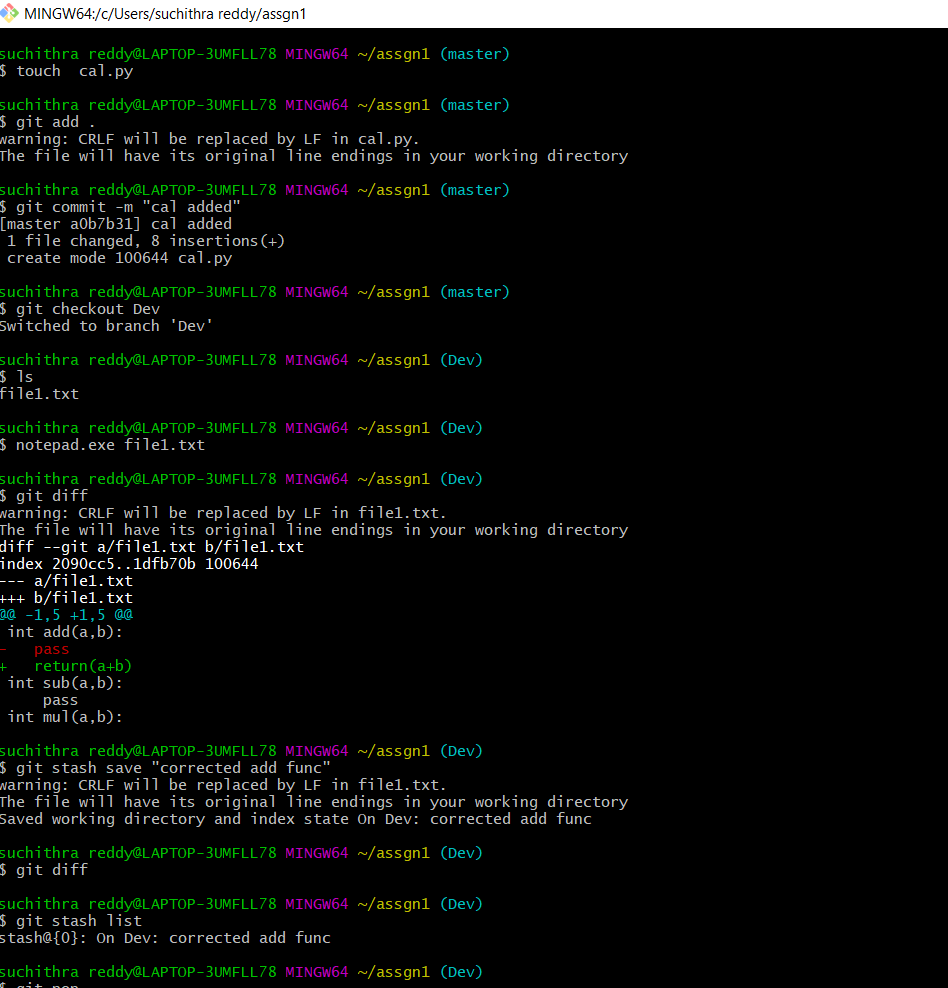 MINGW64:/c/Users/suchithra reddy/assgn1
suchithra reddy@LAPTOP-3UMFLL78 MINGW64 ~/assgn1 (master)
$ touch  cal.py
suchithra reddy@LAPTOP-3UMFLL78 MINGW64 ~/assgn1 (master)
$ git add .
warning: CRLF will be replaced by LF in cal.py.
The file will have its original line endings in your working directory
suchithra reddy@LAPTOP-3UMFLL78 MINGW64 ~/assgn1 (master)
$ git commit -m "cal added"
[master a0b7b31] cal added
 1 file changed, 8 insertions(+)
 create mode 100644 cal.py
suchithra reddy@LAPTOP-3UMFLL78 MINGW64 ~/assgn1 (master)
$ git checkout Dev
Switched to branch 'Dev'
suchithra reddy@LAPTOP-3UMFLL78 MINGW64 ~/assgn1 (Dev)
$ ls
file1.txt
suchithra reddy@LAPTOP-3UMFLL78 MINGW64 ~/assgn1 (Dev)
$ notepad.exe file1.txt
suchithra reddy@LAPTOP-3UMFLL78 MINGW64 ~/assgn1 (Dev)
$ git diff
warning: CRLF will be replaced by LF in file1.txt.
The file will have its original line endings in your working directory
diff --git a/file1.txt b/file1.txt
index 2090cc5..1dfb70b 100644
--- a/file1.txt
+++ b/file1.txt
@@ -1,5 +1,5 @@
 int add(a,b):
-   pass
+   return(a+b)
 int sub(a,b):
     pass
 int mul(a,b):
suchithra reddy@LAPTOP-3UMFLL78 MINGW64 ~/assgn1 (Dev)
$ git stash save "corrected add func"
warning: CRLF will be replaced by LF in file1.txt.
The file will have its original line endings in your working directory
Saved working directory and index state On Dev: corrected add func
suchithra reddy@LAPTOP-3UMFLL78 MINGW64 ~/assgn1 (Dev)
$ git diff
suchithra reddy@LAPTOP-3UMFLL78 MINGW64 ~/assgn1 (Dev)
$ git stash list
stash@{0}: On Dev: corrected add func
suchithra reddy@LAPTOP-3UMFLL78 MINGW64 ~/assgn1 (Dev)
$ git pop